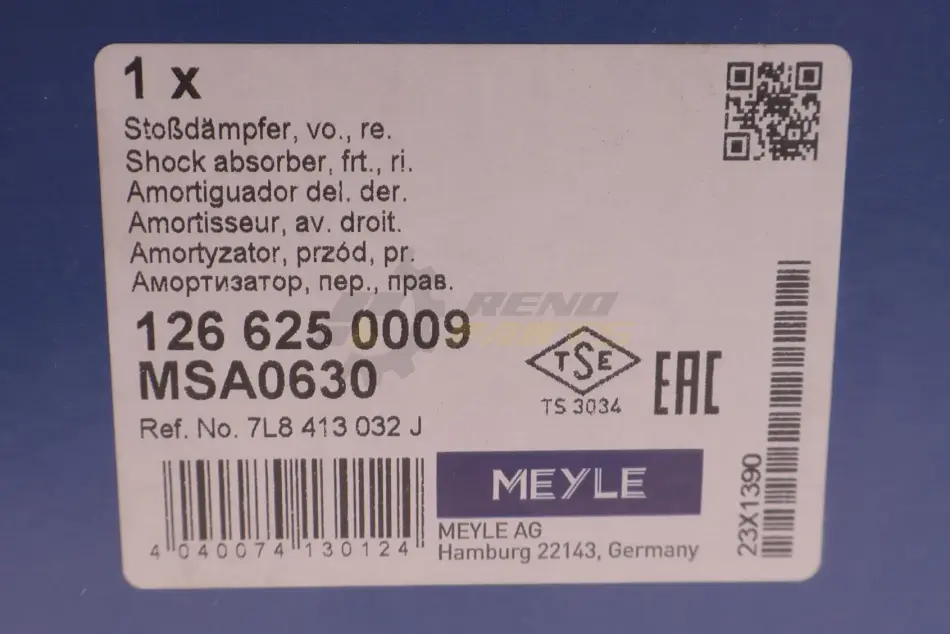 1 x
Stoßdämpfer, vo., re.
Shock absorber, frt., ri.
Amortiguador del. der.
Amortisseur, av. droit.
Amortyzator, przód, pr.
Амортизатор, пер., прав.
RENO
PARTS
126 625 0009
MSA0630
TSE
TS 3034
EAC
Ref. No. 7L8 413 032 J
MEYLE
MEYLE AG
Hamburg 22143, Germany
4 040074 130124
23X1390